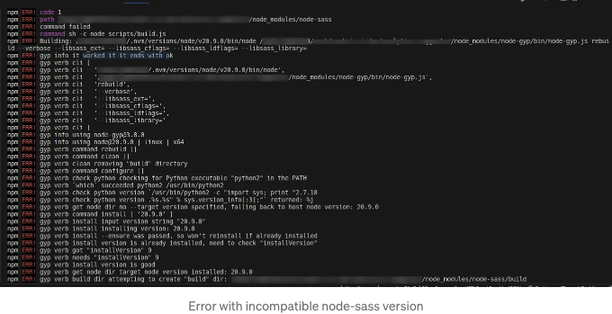 npm ERR! code 1
npm ERR! path /node_modules/node-sass
npm ERR! command failed
npm ERR! command sh -c node scripts/build.js
npm ERR! Building: /.nvm/versions/node/v20.9.0/bin/node /node_modules/node-gyp/bin/node-gyp.js rebui
ld --verbose --libsass_ext= --libsass_cflags= --libsass_ldflags= --libsass_library=
npm ERR! gyp info it worked if it ends with ok
npm ERR! gyp verb cli [
npm ERR! gyp verb cli '/.nvm/versions/node/v20.9.0/bin/node',
npm ERR! gyp verb cli '/node_modules/node-gyp/bin/node-gyp.js',
npm ERR! gyp verb cli 'rebuild',
npm ERR! gyp verb cli '--verbose',
npm ERR! gyp verb cli '--libsass_ext=',
npm ERR! gyp verb cli '--libsass_cflags=',
npm ERR! gyp verb cli '--libsass_ldflags=',
npm ERR! gyp verb cli '--libsass_library='
npm ERR! gyp verb cli ]
npm ERR! gyp info using node-gyp@3.8.0
npm ERR! gyp info using node@20.9.0 | linux | x64
npm ERR! gyp verb command rebuild []
npm ERR! gyp verb command clean []
npm ERR! gyp verb clean removing "build" directory
npm ERR! gyp verb command configure []
npm ERR! gyp verb check python checking for Python executable "python2" in the PATH
npm ERR! gyp verb `which` succeeded python2 /usr/bin/python2
npm ERR! gyp verb check python version `/usr/bin/python2 -c "import sys; print "2.7.18
npm ERR! gyp verb check python version .%s.%s" % sys.version_info[:3];"` returned: %j
npm ERR! gyp verb get node dir no --target version specified, falling back to host node version: 20.9.0
npm ERR! gyp verb command install [ '20.9.0' ]
npm ERR! gyp verb install input version string "20.9.0"
npm ERR! gyp verb install installing version: 20.9.0
npm ERR! gyp verb install --ensure was passed, so won't reinstall if already installed
npm ERR! gyp verb install version is already installed, need to check "installVersion"
npm ERR! gyp verb got "installVersion" 9
npm ERR! gyp verb needs "installVersion" 9
npm ERR! gyp verb install version is good
npm ERR! gyp verb get node dir target node version installed: 20.9.0
npm ERR! gyp verb build dir attempting to create "build" dir: /node_modules/node-sass/build
Error with incompatible node-sass version